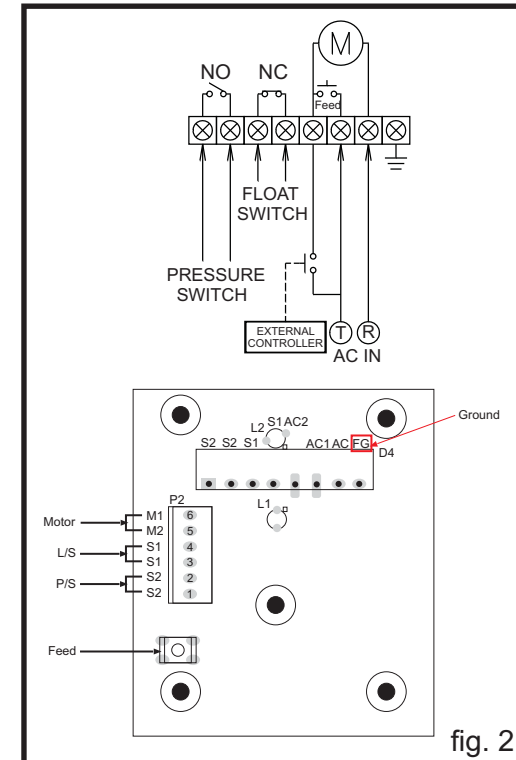 M
NO NC
Feed
FLOAT
SWITCH
PRESSURE
SWITCH
EXTERNAL
CONTROLLER
T R
AC IN
Ground
L2 S1 AC2
S2 S2 S1 AC1 AC FG
D4
L1
P2
Motor
M1 6
M2 5
L/S
S1 4
S1 3
P/S
S2 2
S2 1
Feed
fig. 2